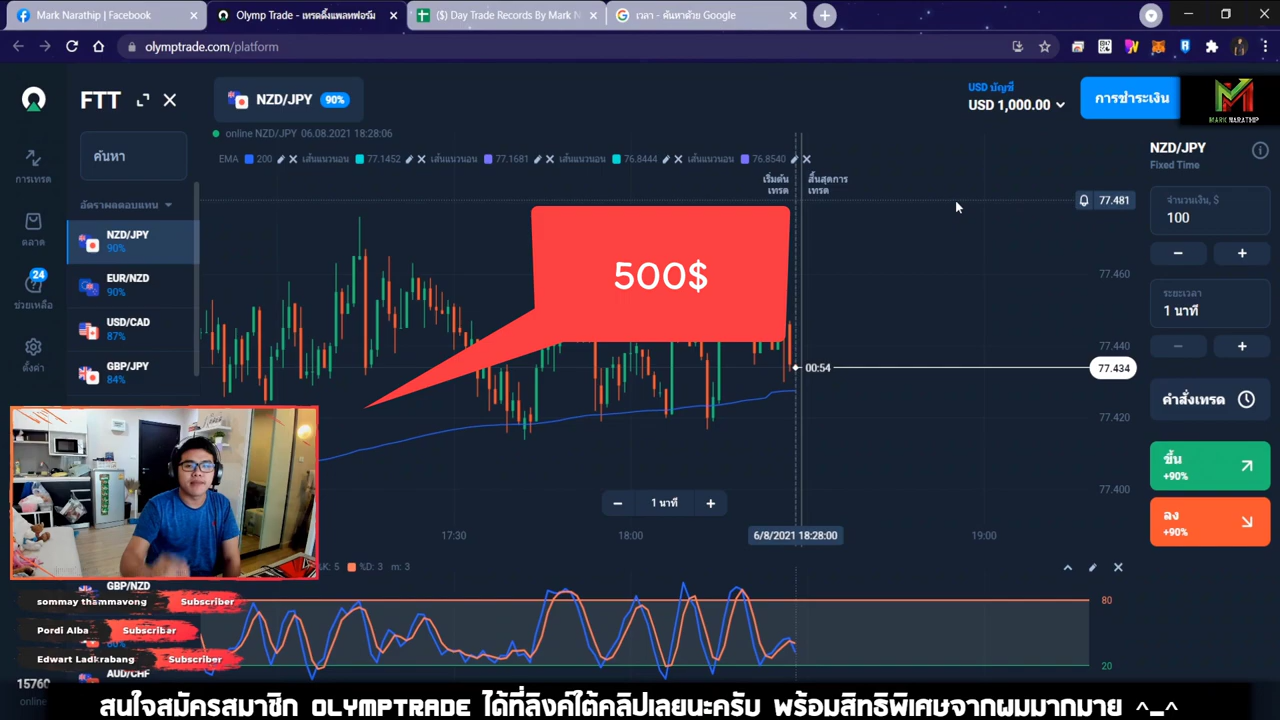 Mark Narathip | Facebook
Olymp Trade - เทรดดิ้งแพลทฟอร์ม
($) Day Trade Records By Mark N
เวลา - ค้นหาด้วย Google
olymptrade.com/platform
FTT
NZD/JPY 90%
USD บัญชี
USD 1,000.00
การชำระเงิน
MARK NARATHIP
online NZD/JPY 06.08.2021 18:28:06
EMA 200 เส้นแนวนอน 77.1452 เส้นแนวนอน 77.1681 เส้นแนวนอน 76.8444 เส้นแนวนอน 76.8540
ค้นหา
การเทรด
ตลาด
24
ช่วยเหลือ
ตั้งค่า
อัตราผลตอบแทน
NZD/JPY
90%
EUR/NZD
90%
USD/CAD
87%
GBP/JPY
84%
เริ่มต้น
เทรด
สิ้นสุดการ
เทรด
500$
00:54
77.481
77.460
77.440
77.434
77.420
77.400
NZD/JPY
Fixed Time
จำนวนเงิน, $
100
ระยะเวลา
1 นาที
คำสั่งเทรด
ขึ้น
+90%
ลง
+90%
1 นาที
17:30
18:00
6/8/2021 18:28:00
19:00
%K: 5 %D: 3 m: 3
80
20
GBP/NZD
sommay thammavong Subscriber
Pordi Alba Subscriber
Edwart Ladkrabang Subscriber
AUD/CHF
15760
online
สนใจสมัครสมาชิก OLYMPTRADE ได้ที่ลิงค์ใต้คลิปเลยนะครับ พร้อมสิทธิพิเศษจากผมมากมาย ^_^